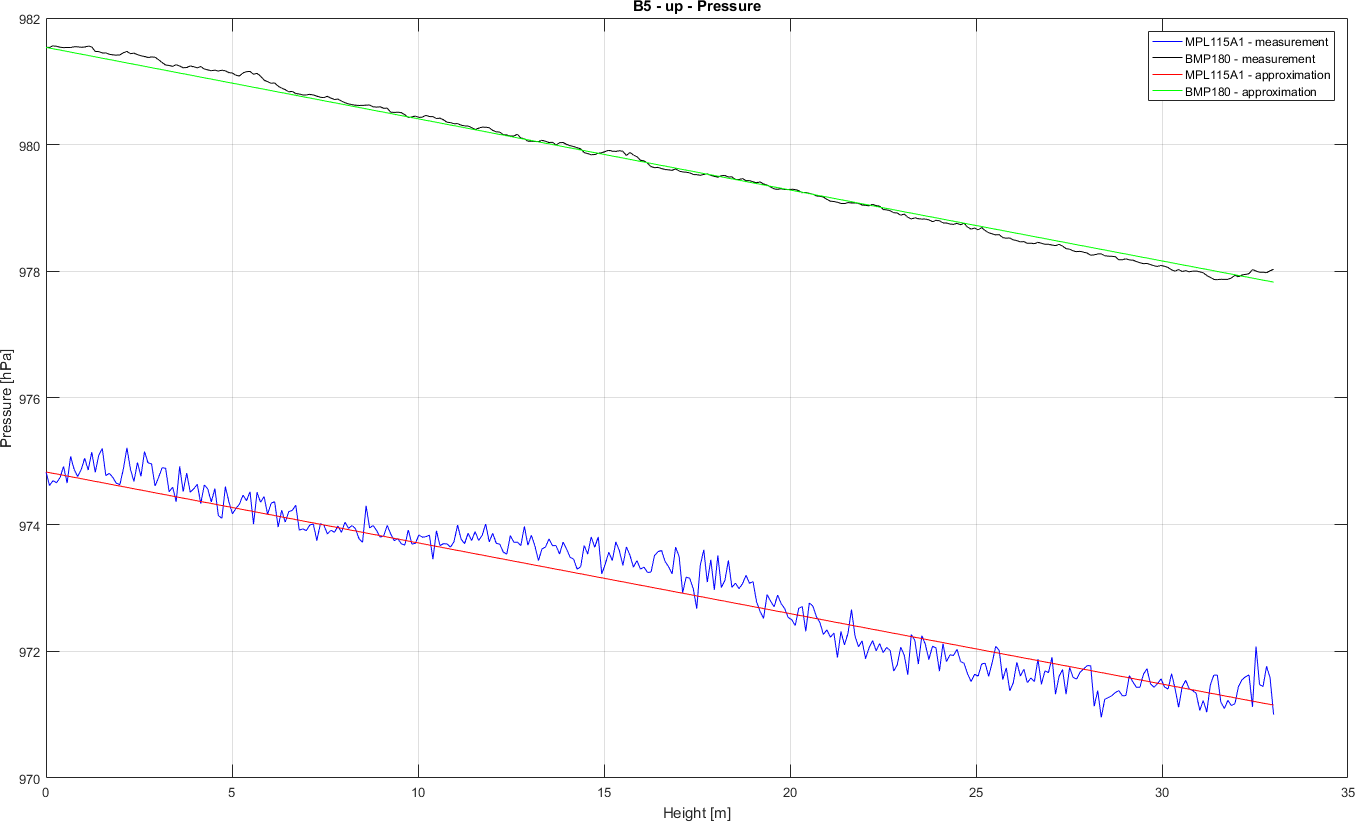 B5 - up - Pressure
982
980
978
976
974
972
970
Pressure [hPa]
MPL115A1 - measurement
BMP180 - measurement
MPL115A1 - approximation
BMP180 - approximation
0 5 10 15 20 25 30 35
Height [m]